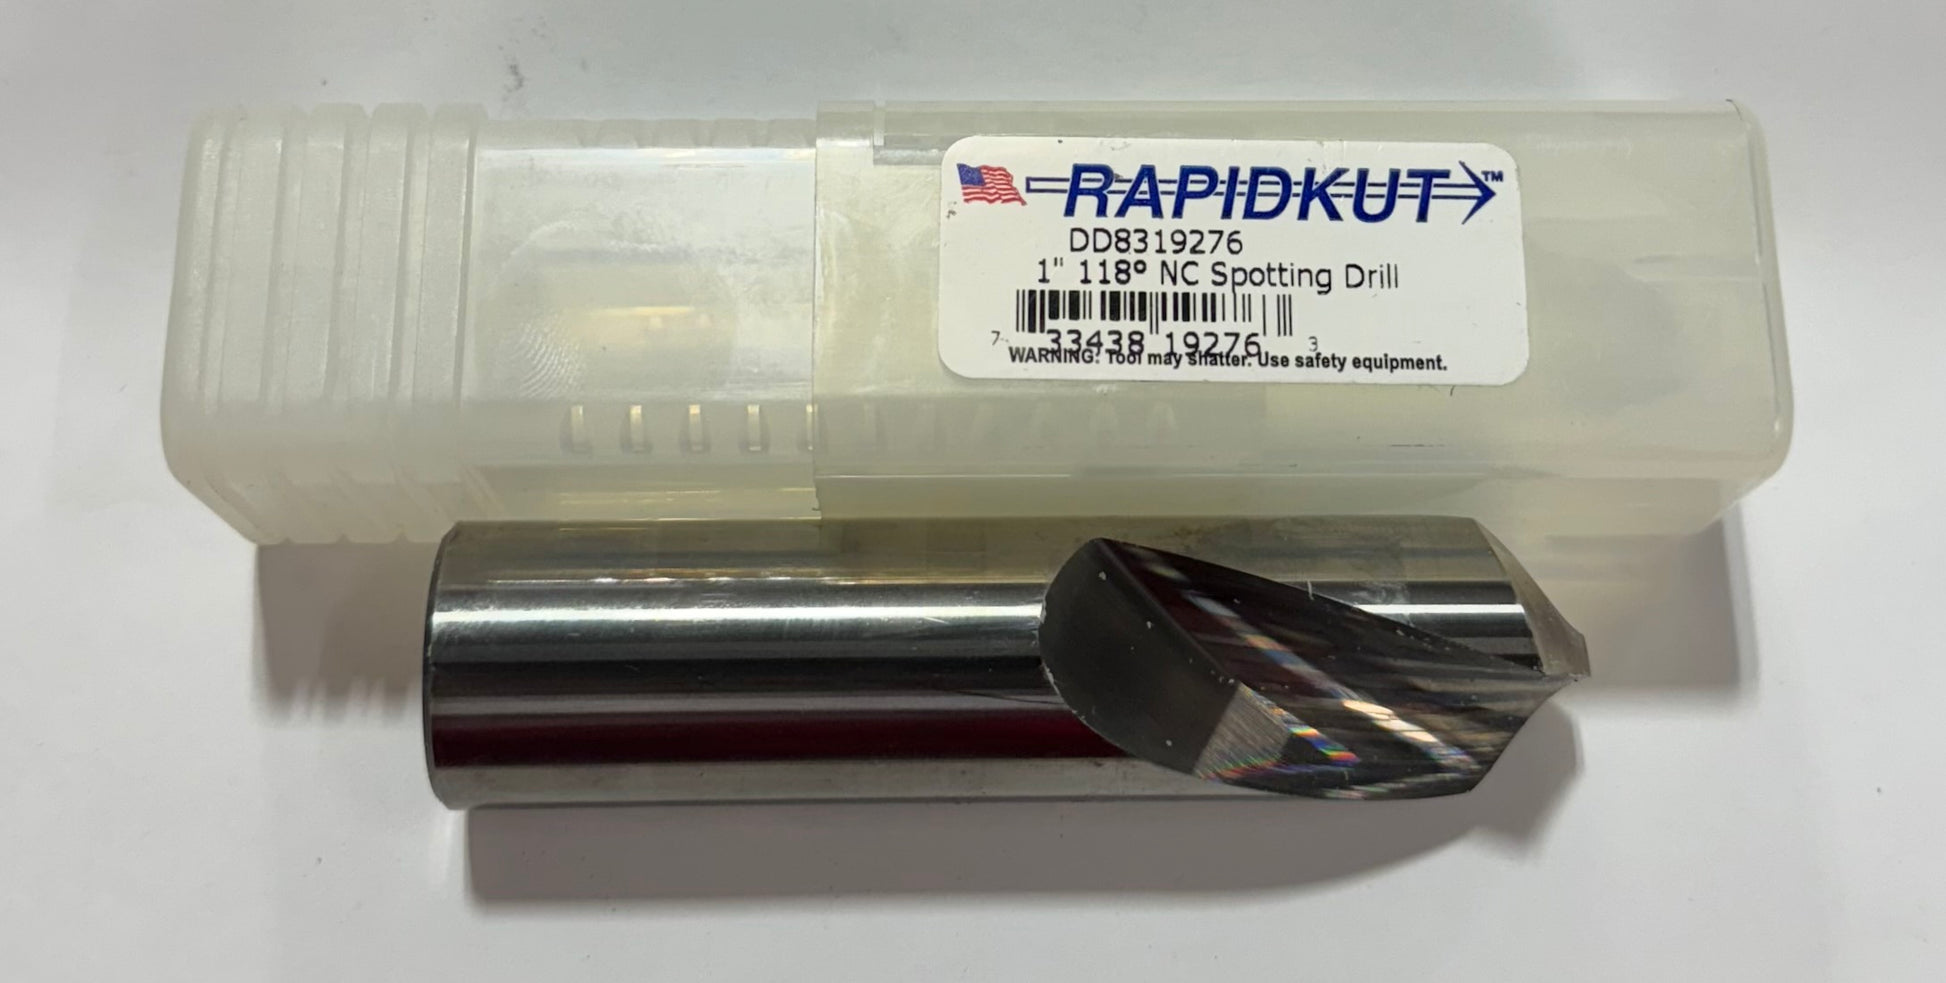 RAPIDKUT™
DD8319276
1" 118° NC Spotting Drill
7 33438 19276 3
WARNING: Tool may shatter. Use safety equipment.